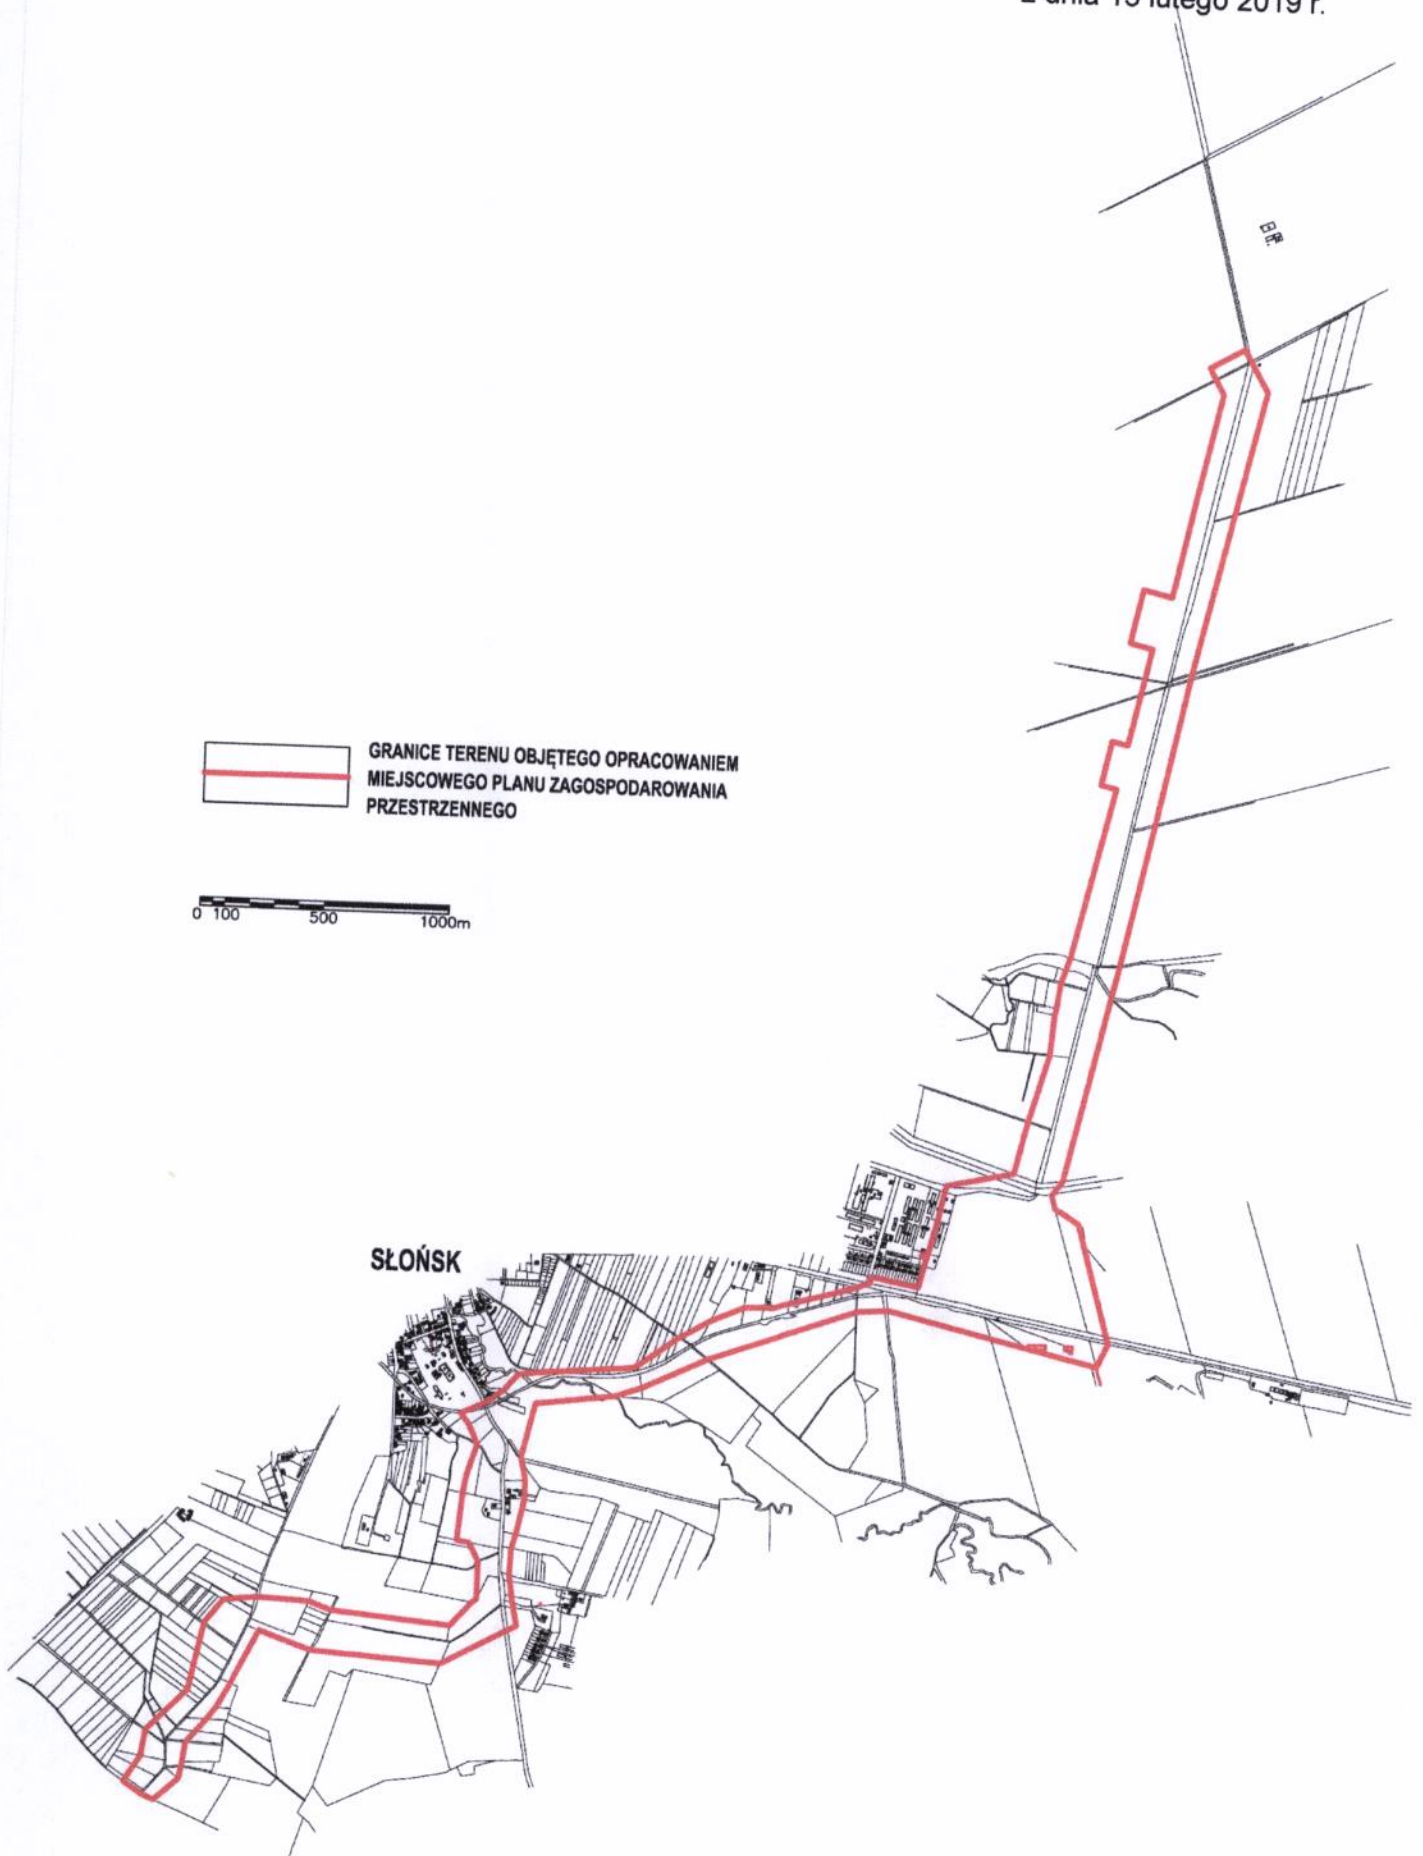 z dnia 15 lutego 2019 r.
GRANICE TERENU OBJĘTEGO OPRACOWANIEM
MIEJSCOWEGO PLANU ZAGOSPODAROWANIA
PRZESTRZENNEGO
0 100 500 1000m
SŁOŃSK